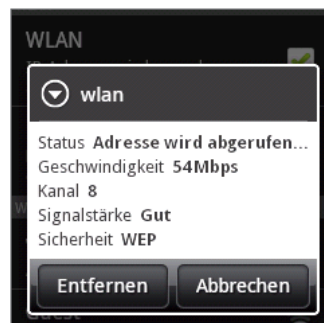 WLAN
wlan
Status Adresse wird abgerufen...
Geschwindigkeit 54Mbps
Kanal 8
Signalstärke Gut
Sicherheit WEP
Entfernen Abbrechen